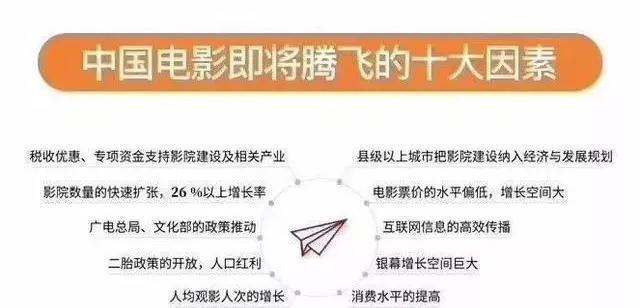 中国电影即将腾飞的十大因素
税收优惠、专项资金支持影院建设及相关产业
县级以上城市把影院建设纳入经济与发展规划
影院数量的快速扩张，26 %以上增长率
电影票价的水平偏低，增长空间大
广电总局、文化部的政策推动
互联网信息的高效传播
二胎政策的开放，人口红利
银幕增长空间巨大
人均观影人次的增长
消费水平的提高